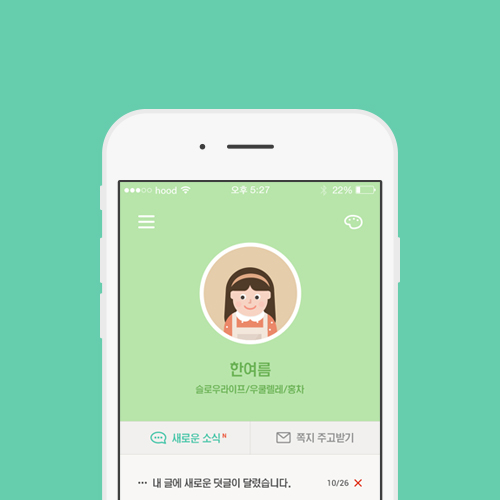 hood 오후 5:27 22%
한여름
슬로우라이프/우쿨렐레/홍차
새로운 소식 N 쪽지 주고받기
··· 내 글에 새로운 댓글이 달렸습니다. 10/26